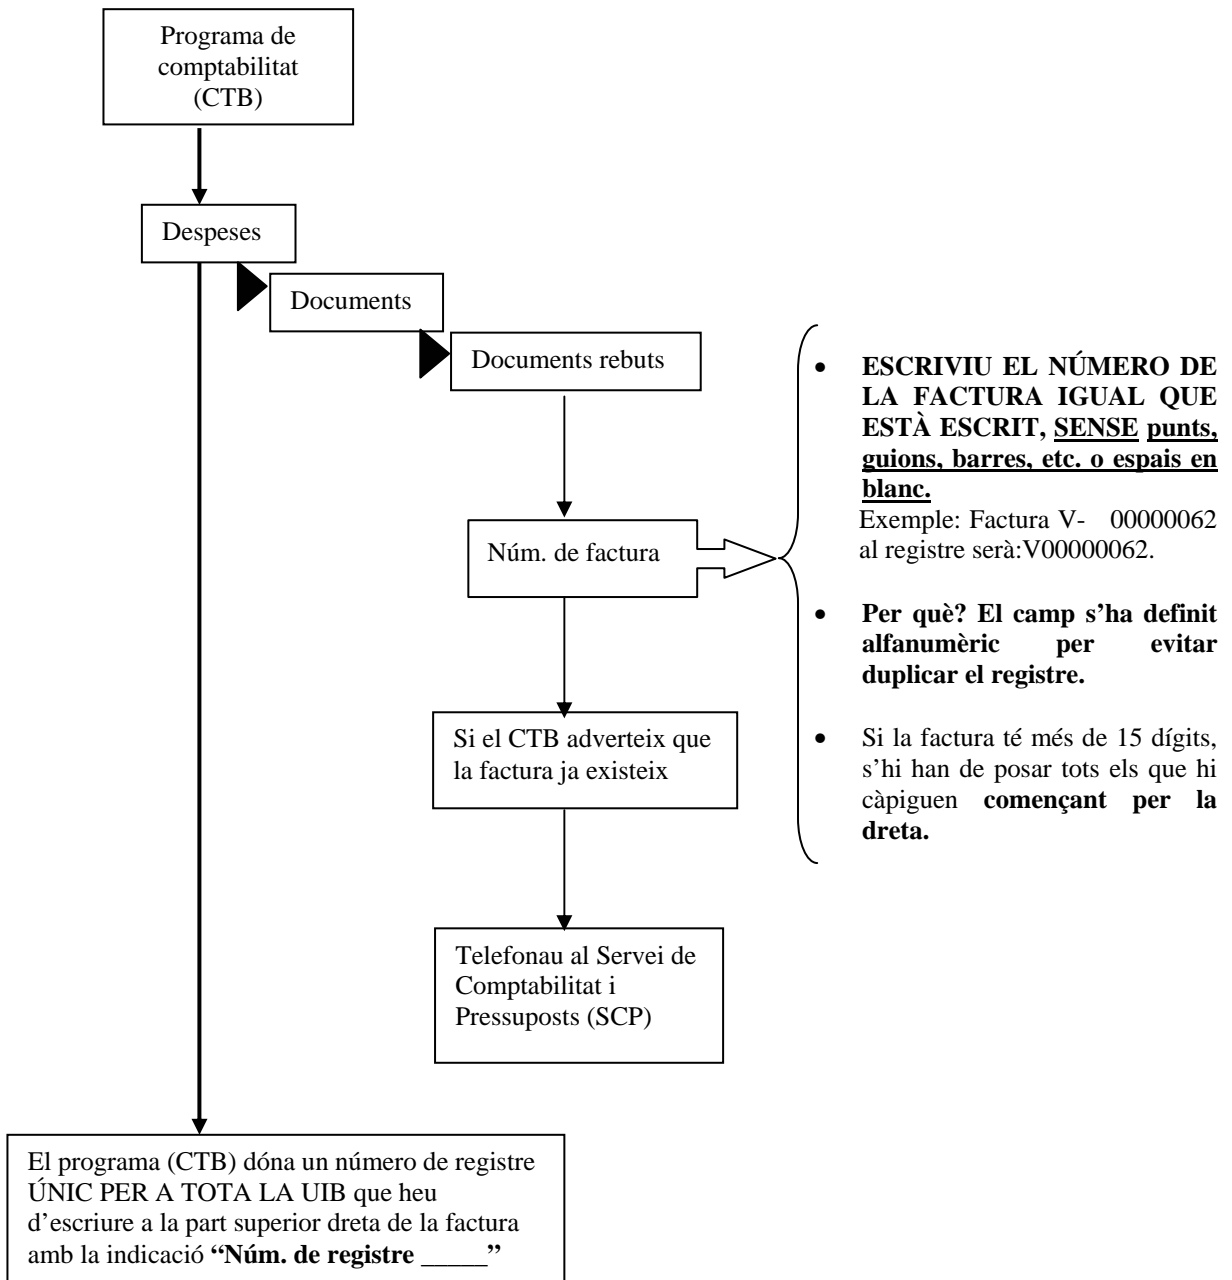 Programa de
comptabilitat
(CTB)
Despeses
Documents
Documents rebuts
Núm. de factura
• ESCRIVIU EL NÚMERO DE
LA FACTURA IGUAL QUE
ESTÀ ESCRIT, SENSE punts,
guions, barres, etc. o espais en
blanc.
Exemple: Factura V- 00000062
al registre serà:V00000062.
• Per què? El camp s’ha definit
alfanumèric per evitar
duplicar el registre.
• Si la factura té més de 15 dígits,
s’hi han de posar tots els que hi
càpiguen començant per la
dreta.
Si el CTB adverteix que
la factura ja existeix
Telefonau al Servei de
Comptabilitat i
Pressuposts (SCP)
El programa (CTB) dóna un número de registre
ÚNIC PER A TOTA LA UIB que heu
d’escriure a la part superior dreta de la factura
amb la indicació “Núm. de registre _____”